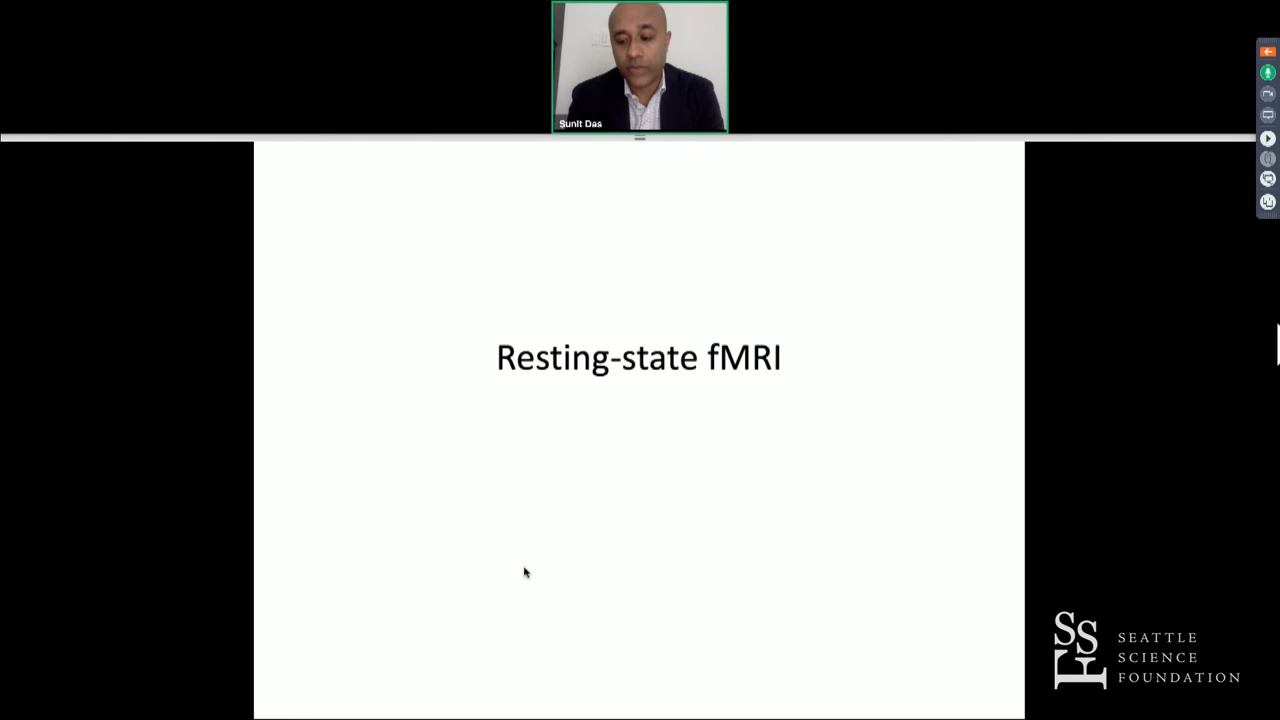 Sunit Das
Resting-state fMRI
SSF
SEATTLE
SCIENCE
FOUNDATION